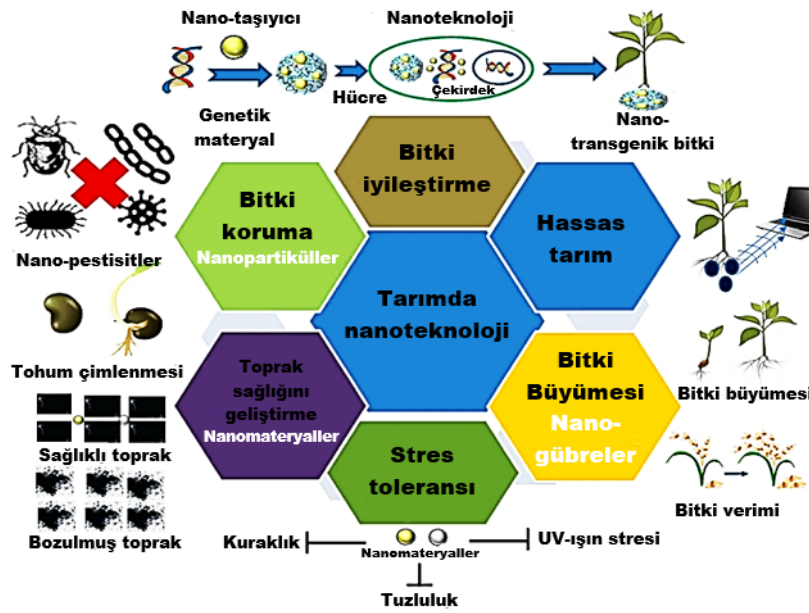 Nano-taşıyıcı
Nanoteknoloji
Hücre
Çekirdek
Genetik
materyal
Nano-
transgenik bitki
Bitki
iyileştirme
Bitki
koruma
Nanopartiküller
Hassas
tarım
Nano-pestisitler
Tarımda
nanoteknoloji
Tohum çimlenmesi
Toprak
sağlığını
geliştirme
Nanomateryaller
Bitki
Büyümesi
Nano-
gübreler
Bitki büyümesi
Sağlıklı toprak
Stres
toleransı
Bitki verimi
Bozulmuş toprak
Kuraklık
Nanomateryaller
UV-ışın stresi
Tuzluluk